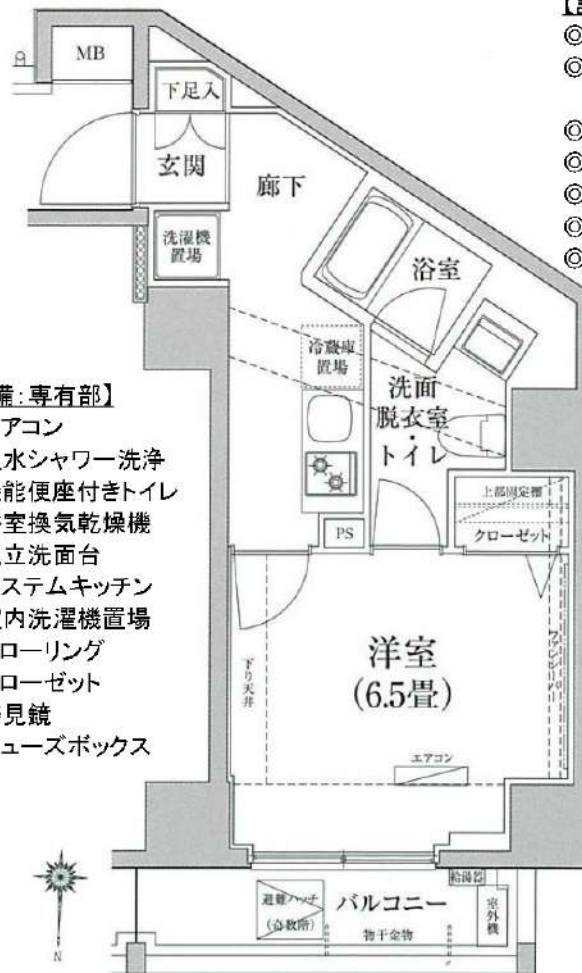 MB
下足入
玄関
廊下
洗濯機
置場
浴室
冷蔵庫
置場
洗面
脱衣室
・
トイレ
備:専有部】
アコン
水シャワー洗浄
能便座付きトイレ
室換気乾燥機
立洗面台
ステムキッチン
内洗濯機置場
ローリング
ローゼット
見鏡
ューズボックス
上部固定棚
クローゼット
PS
洋室
(6.5畳)
下り天井
エアコン
バルコニー
避難ハッチ
(奇数階)
物干金物
給湯器
室外機
N
◎
◎
◎
◎
◎
◎
◎